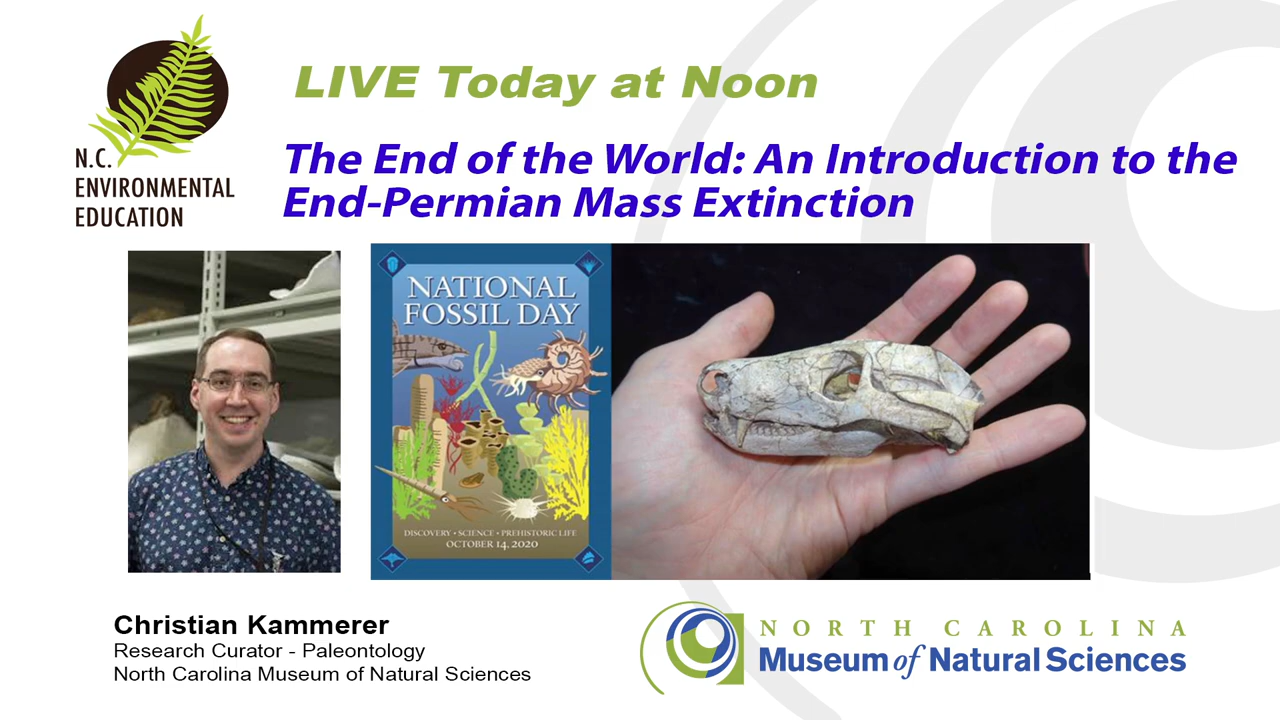 LIVE Today at Noon
The End of the World: An Introduction to the
End-Permian Mass Extinction
N.C.
ENVIRONMENTAL
EDUCATION
NATIONAL
FOSSIL DAY
DISCOVERY • SCIENCE • PREHISTORIC LIFE
OCTOBER 14, 2020
Christian Kammerer
Research Curator - Paleontology
North Carolina Museum of Natural Sciences
NORTH CAROLINA
Museum of Natural Sciences